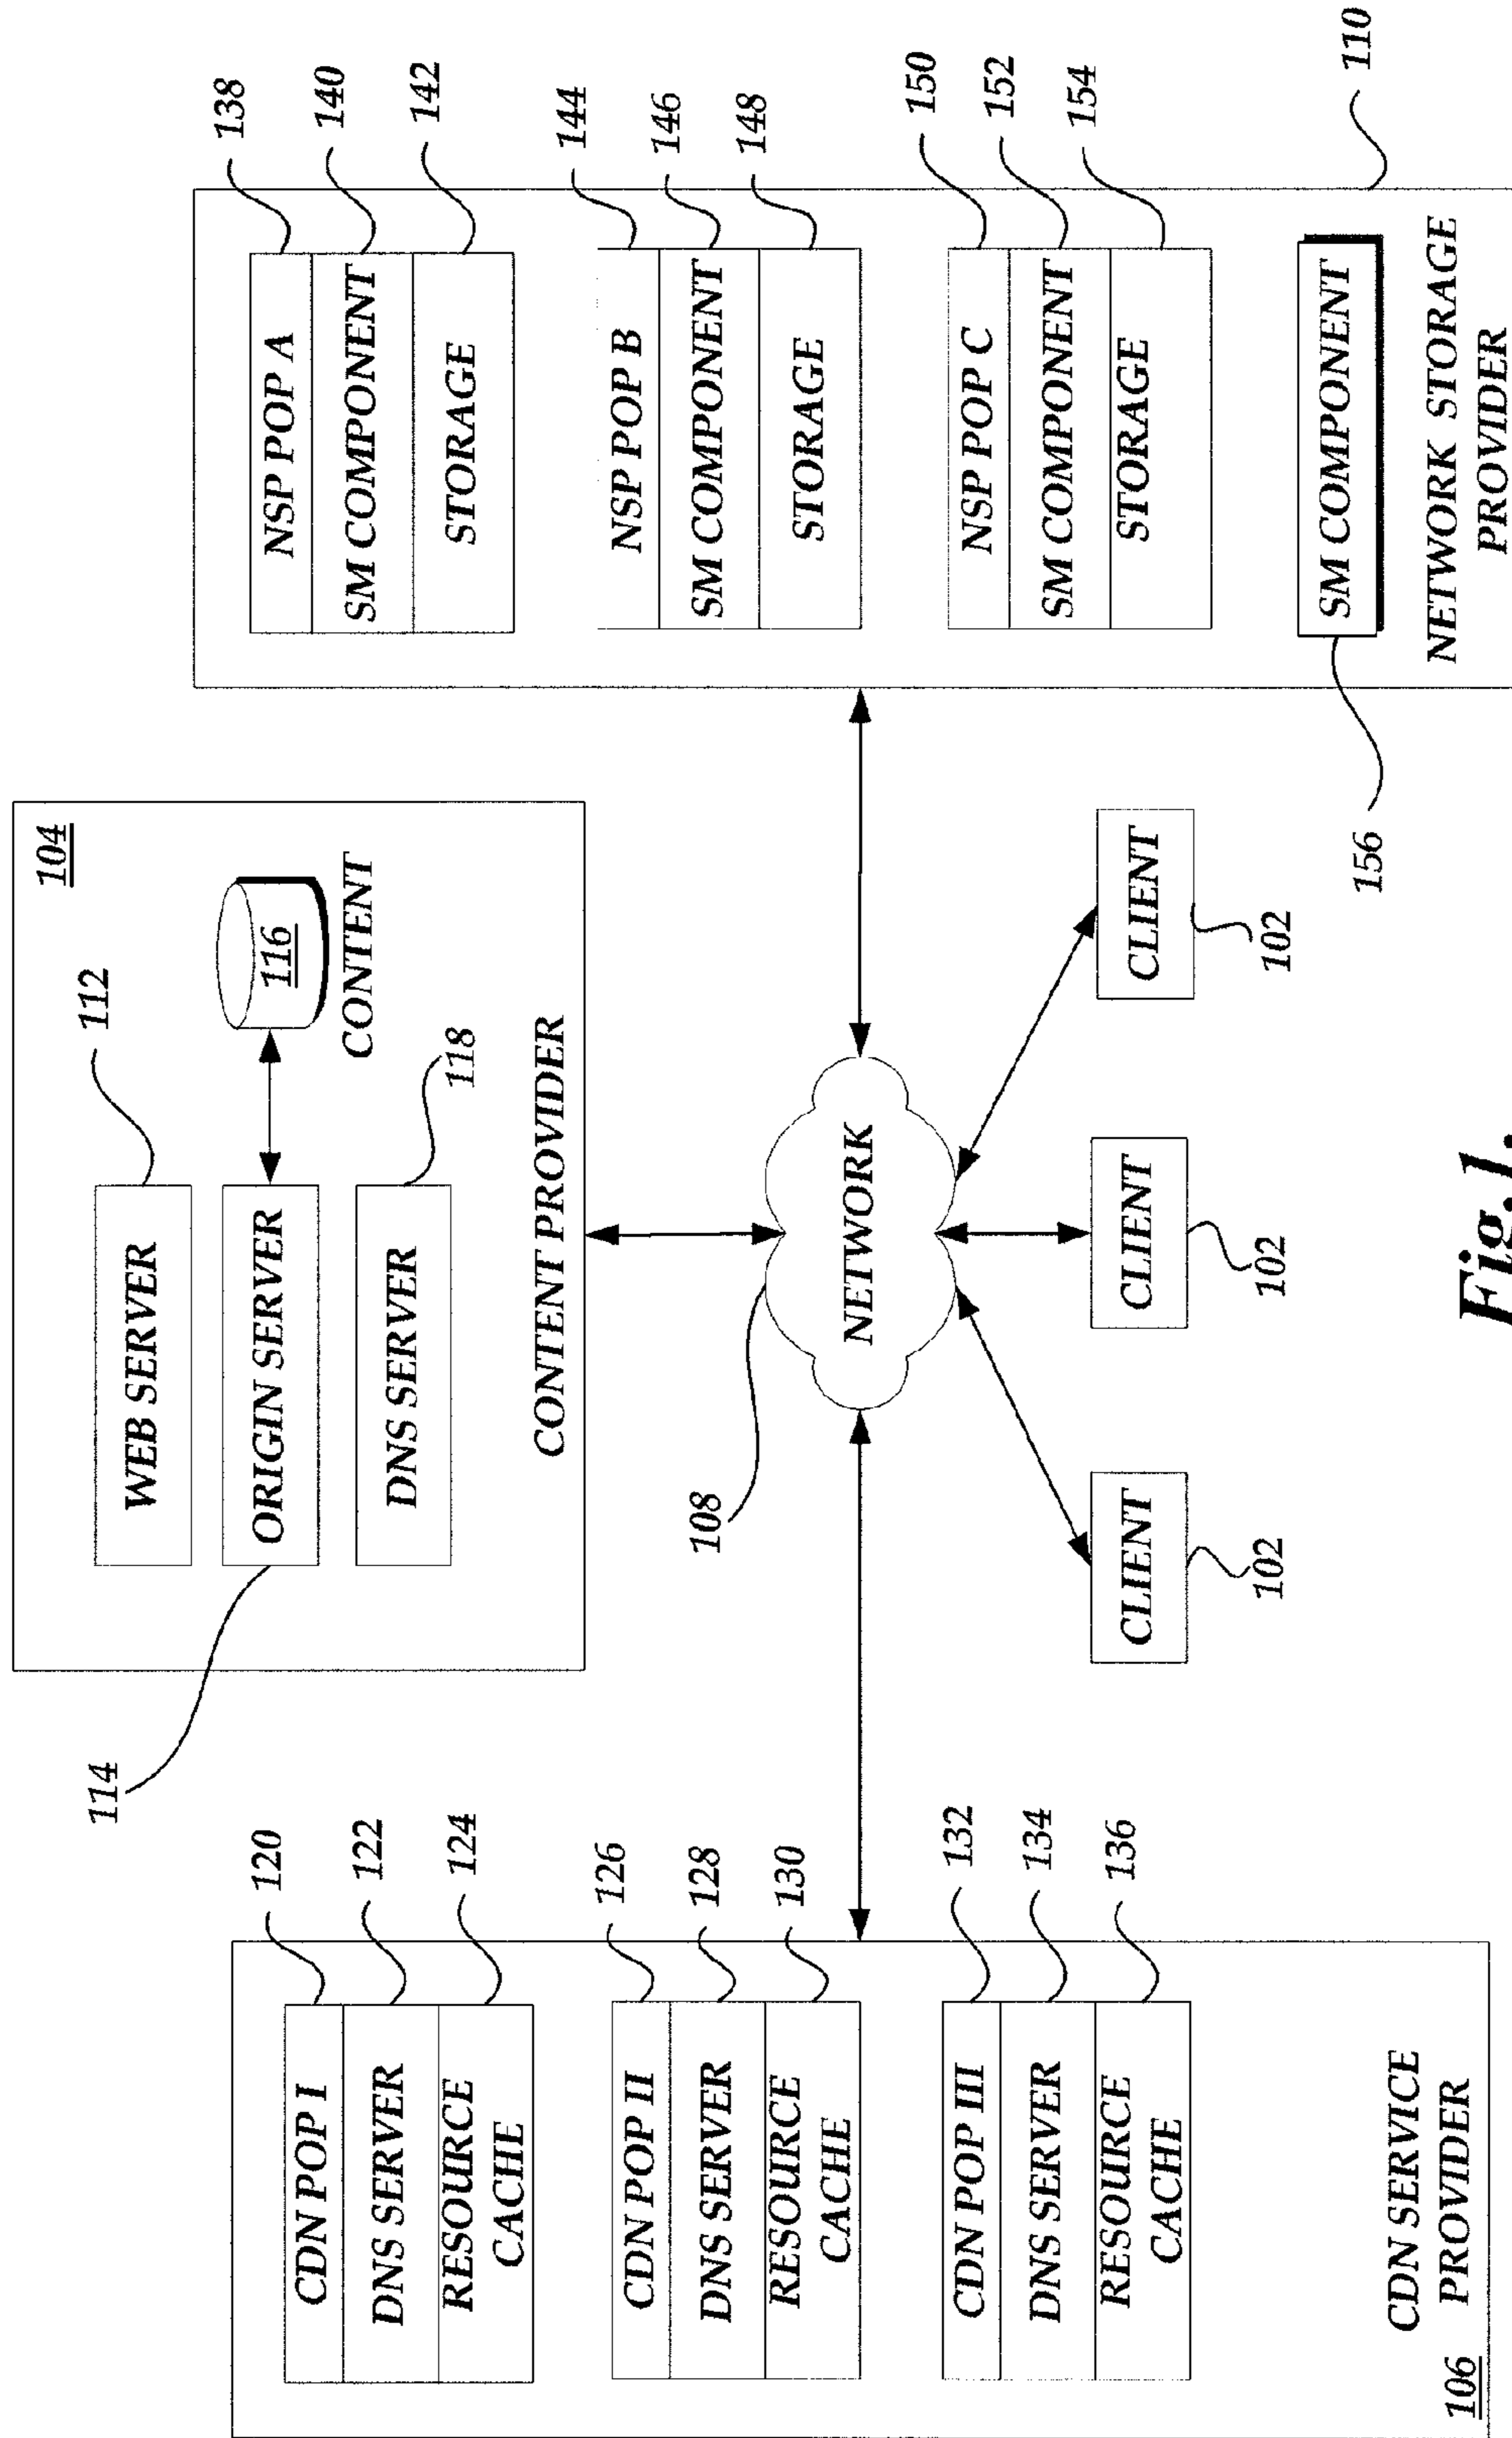 104
WEB SERVER
112
ORIGIN SERVER
114
116
CONTENT
DNS SERVER
118
CONTENT PROVIDER
CDN POP I
120
DNS SERVER
122
RESOURCE
CACHE
124
CDN POP II
126
DNS SERVER
128
RESOURCE
CACHE
130
CDN POP III
132
DNS SERVER
134
RESOURCE
CACHE
136
CDN SERVICE
PROVIDER
106
108
NETWORK
CLIENT
102
CLIENT
102
CLIENT
102
NSP POP A
138
SM COMPONENT
140
STORAGE
142
NSP POP B
144
SM COMPONENT
146
STORAGE
148
NSP POP C
150
SM COMPONENT
152
STORAGE
154
SM COMPONENT
156
NETWORK STORAGE
PROVIDER
110
Fig.1.